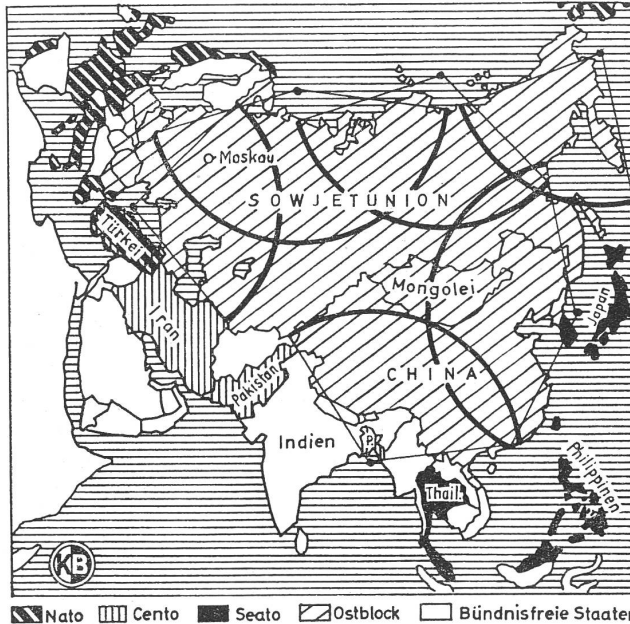 Moskau
SOWJETUNION
Türkei
Mongolei
Iran
Japan
CHINA
Pakistan
Indien
P.
Thail.
Philippinen
KB
Nato Cento Seato Ostblock Bündnisfreie Staaten